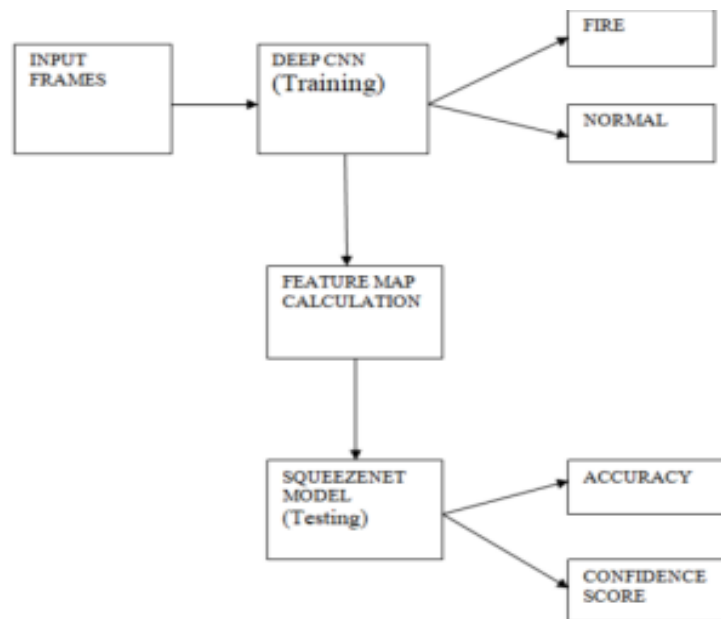 INPUT
FRAMES
DEEP CNN
(Training)
FIRE
NORMAL
FEATURE MAP
CALCULATION
SQUEEZENET
MODEL
(Testing)
ACCURACY
CONFIDENCE
SCORE